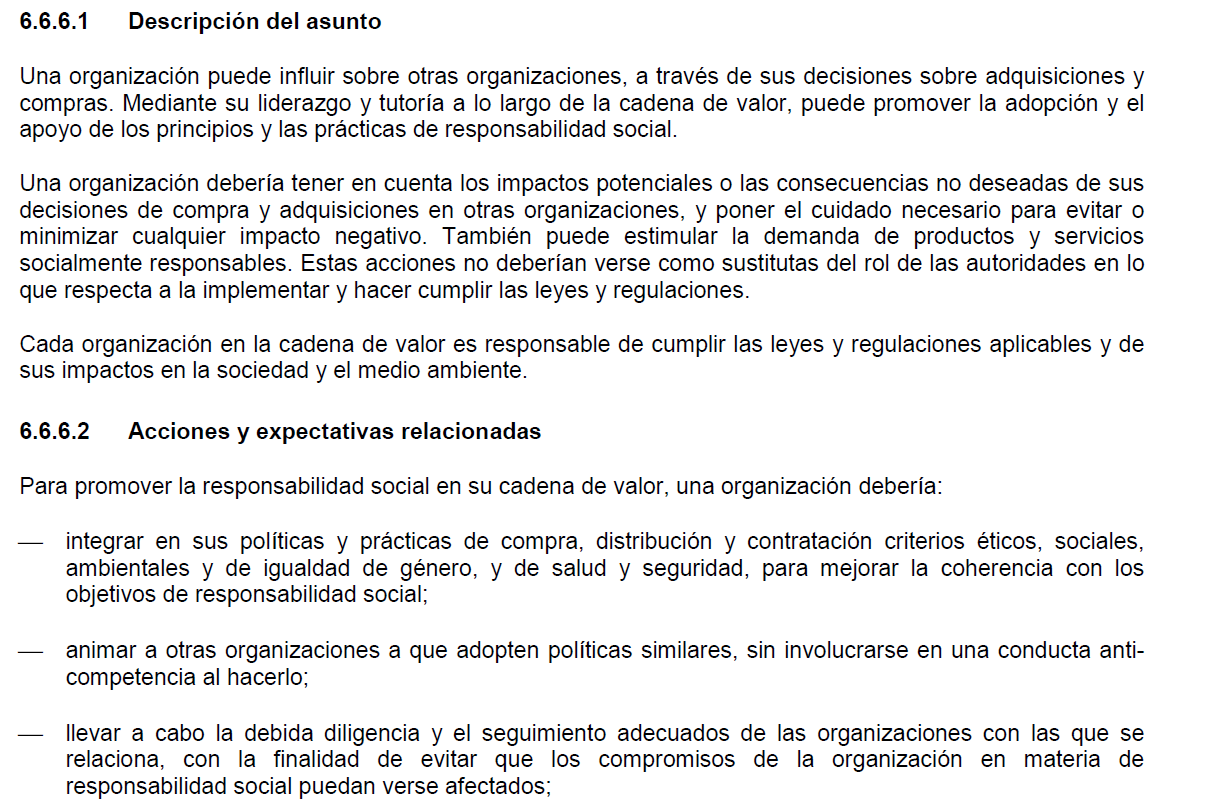 6.6.6.1 Descripción del asunto
Una organización puede influir sobre otras organizaciones, a través de sus decisiones sobre adquisiciones y
compras. Mediante su liderazgo y tutoría a lo largo de la cadena de valor, puede promover la adopción y el
apoyo de los principios y las prácticas de responsabilidad social.
Una organización debería tener en cuenta los impactos potenciales o las consecuencias no deseadas de sus
decisiones de compra y adquisiciones en otras organizaciones, y poner el cuidado necesario para evitar o
minimizar cualquier impacto negativo. También puede estimular la demanda de productos y servicios
socialmente responsables. Estas acciones no deberían verse como sustitutas del rol de las autoridades en lo
que respecta a la implementar y hacer cumplir las leyes y regulaciones.
Cada organización en la cadena de valor es responsable de cumplir las leyes y regulaciones aplicables y de
sus impactos en la sociedad y el medio ambiente.
6.6.6.2 Acciones y expectativas relacionadas
Para promover la responsabilidad social en su cadena de valor, una organización debería:
— integrar en sus políticas y prácticas de compra, distribución y contratación criterios éticos, sociales,
ambientales y de igualdad de género, y de salud y seguridad, para mejorar la coherencia con los
objetivos de responsabilidad social;
— animar a otras organizaciones a que adopten políticas similares, sin involucrarse en una conducta anti-
competencia al hacerlo;
— llevar a cabo la debida diligencia y el seguimiento adecuados de las organizaciones con las que se
relaciona, con la finalidad de evitar que los compromisos de la organización en materia de
responsabilidad social puedan verse afectados;